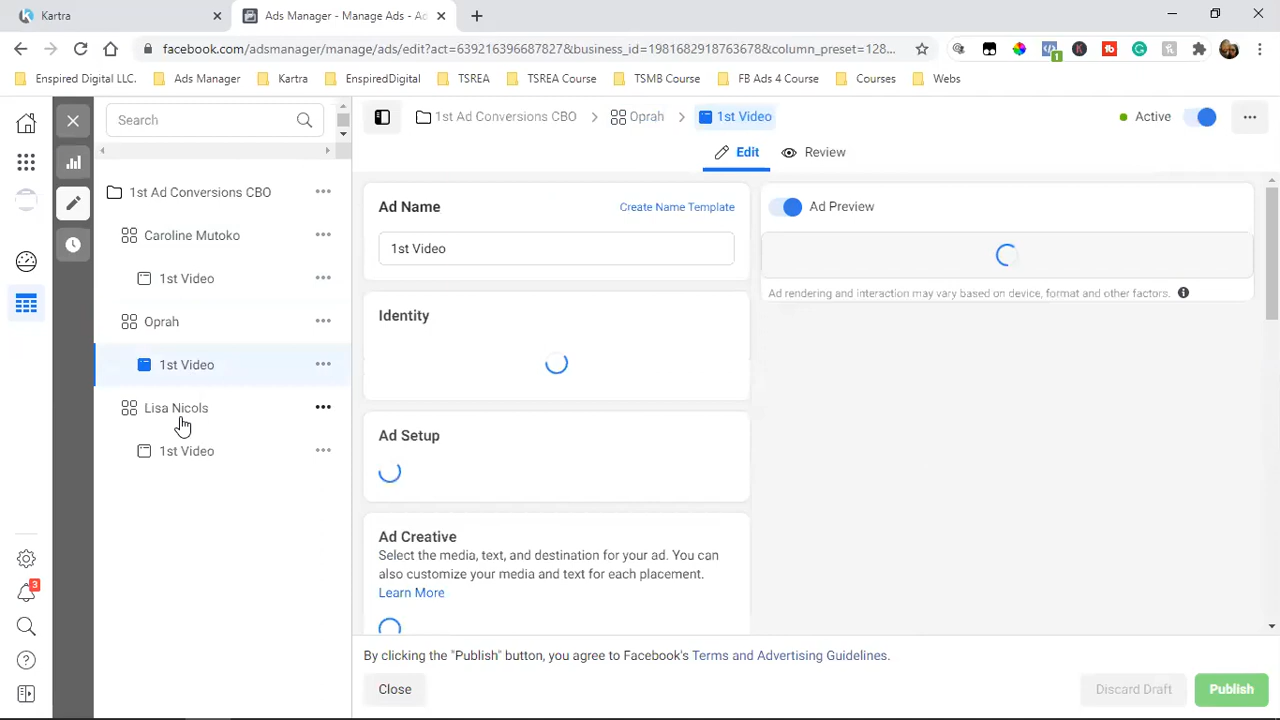 Kartra
Ads Manager - Manage Ads - Ad
facebook.com/adsmanager/manage/ads/edit?act=639216396687827&business_id=1981682918763678&column_preset=128...
1
Enspired Digital LLC.
Ads Manager
Kartra
EnspiredDigital
TSREA
TSREA Course
TSMB Course
FB Ads 4 Course
Courses
Webs
Search
1st Ad Conversions CBO
Oprah
1st Video
Active
Edit
Review
1st Ad Conversions CBO
Caroline Mutoko
1st Video
Oprah
1st Video
Lisa Nicols
1st Video
3
Ad Name
Create Name Template
1st Video
Identity
Ad Setup
Ad Creative
Select the media, text, and destination for your ad. You can
also customize your media and text for each placement.
Learn More
Ad Preview
Ad rendering and interaction may vary based on device, format and other factors.
By clicking the "Publish" button, you agree to Facebook's Terms and Advertising Guidelines.
Close
Discard Draft
Publish